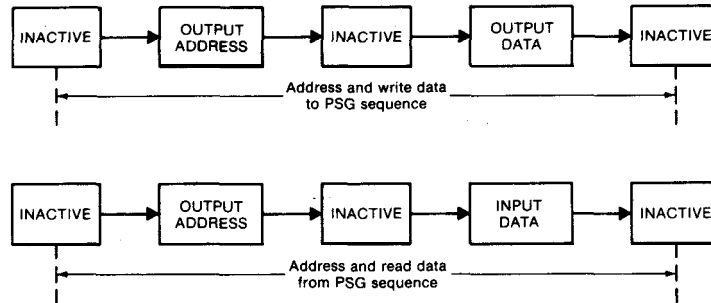 INACTIVE
OUTPUT
ADDRESS
INACTIVE
OUTPUT
DATA
INACTIVE
Address and write data
to PSG sequence
INACTIVE
OUTPUT
ADDRESS
INACTIVE
INPUT
DATA
INACTIVE
Address and read data
from PSG sequence